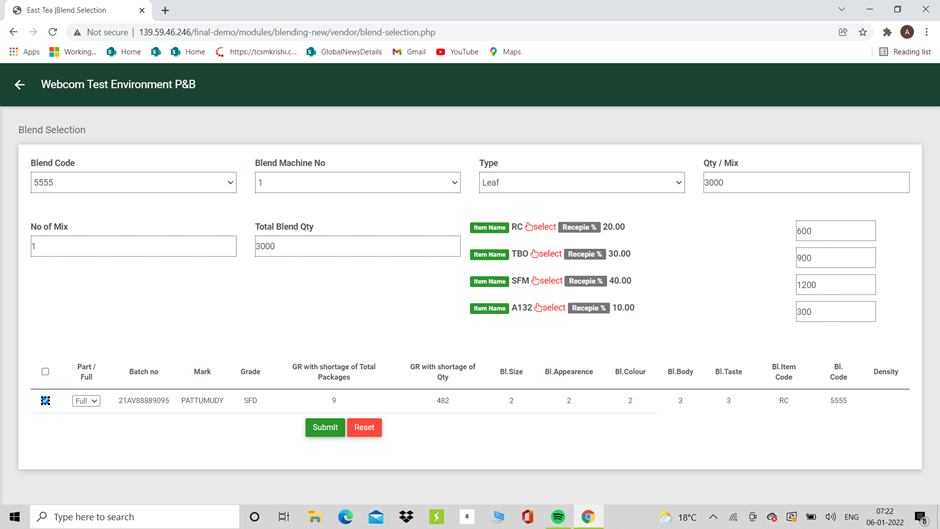 East Tea |Blend Selection
Not secure | 139.59.46.246/final-demo/modules/blending-new/vendor/blend-selection.php
A
Apps Working... Home Home https://tcsmkrishi.c... GlobalNewsDetails Gmail YouTube Maps Reading list
Webcom Test Environment P&B
Blend Selection
Blend Code Blend Machine No Type Qty / Mix
5555 1 Leaf 3000
No of Mix Total Blend Qty
1 3000
Item Name RC select Recepie % 20.00 600
Item Name TBO select Recepie % 30.00 900
Item Name SFM select Recepie % 40.00 1200
Item Name A132 select Recepie % 10.00 300
Part / Full Batch no Mark Grade GR with shortage of Total Packages GR with shortage of Qty Bl.Size Bl.Appearence Bl.Colour Bl.Body Bl.Taste Bl.Item Code Bl. Code Density
Full 21AV88889095 PATTUMUDY SFD 9 482 2 2 2 3 3 RC 5555
Submit Reset
Type here to search
a
18°C
ENG
07:22
06-01-2022
8